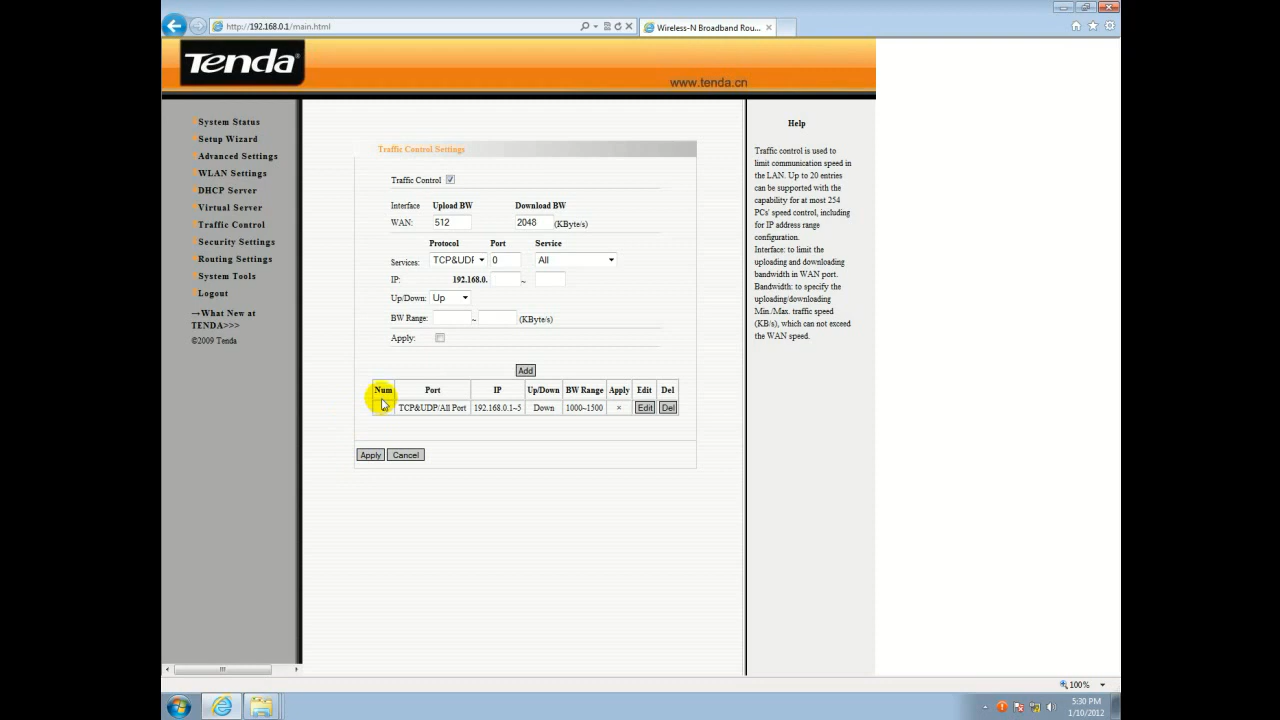 http://192.168.0.1/main.html
Wireless-N Broadband Rou...
Tenda
www.tenda.cn
System Status
Setup Wizard
Advanced Settings
WLAN Settings
DHCP Server
Virtual Server
Traffic Control
Security Settings
Routing Settings
System Tools
Logout
→What New at
TENDA>>>
©2009 Tenda
Traffic Control Settings
Traffic Control
Interface Upload BW Download BW
WAN: 512 2048 (KByte/s)
Protocol Port Service
Services: TCP&UDP 0 All
IP: 192.168.0. ~
Up/Down: Up
BW Range: ~ (KByte/s)
Apply:
Add
Num Port IP Up/Down BW Range Apply Edit Del
TCP&UDP/All Port 192.168.0.1~5 Down 1000~1500 × Edit Del
Apply Cancel
Help
Traffic control is used to
limit communication speed in
the LAN. Up to 20 entries
can be supported with the
capability for at most 254
PCs' speed control, including
for IP address range
configuration.
Interface: to limit the
uploading and downloading
bandwidth in WAN port.
Bandwidth: to specify the
uploading/downloading
Min./Max. traffic speed
(KB/s), which can not exceed
the WAN speed.
100%
5:30 PM
1/10/2012